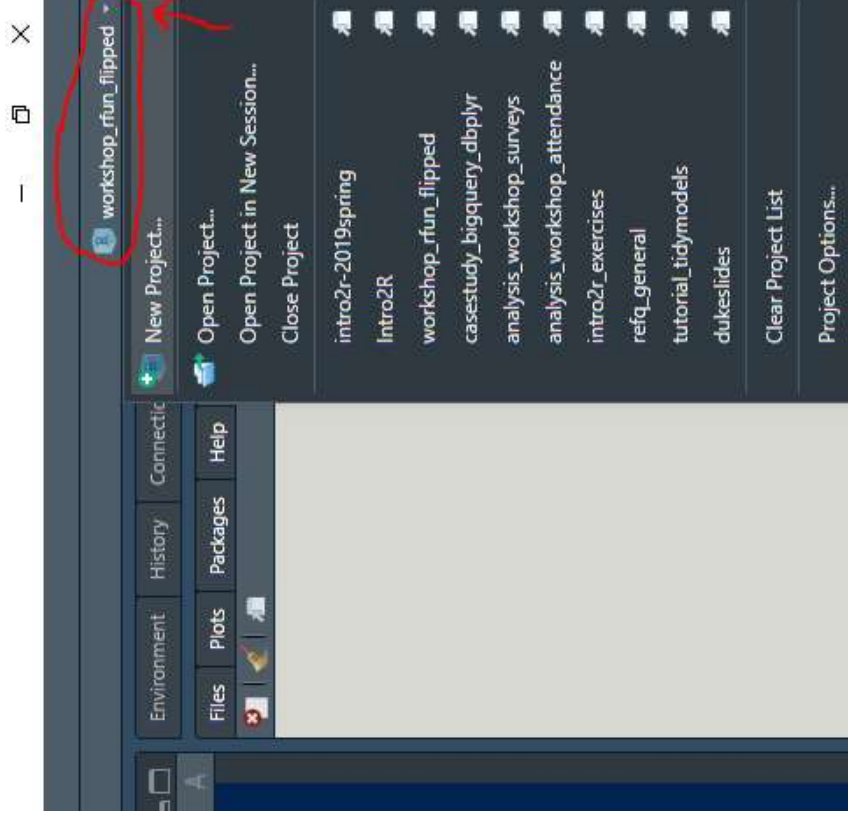 workshop_rfun_flipped
Environment History Connectic
New Project...
Files Plots Packages Help
Open Project...
Open Project in New Session...
Close Project
intro2r-2019spring
Intro2R
workshop_rfun_flipped
casestudy_bigquery_dbplyr
analysis_workshop_surveys
analysis_workshop_attendance
intro2r_exercises
refq_general
tutorial_tidymodels
dukeslides
Clear Project List
Project Options...